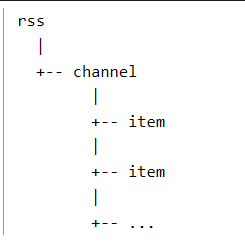 rss
  |
  +-- channel
        |
        +-- item
        |
        +-- item
        |
        +-- ...